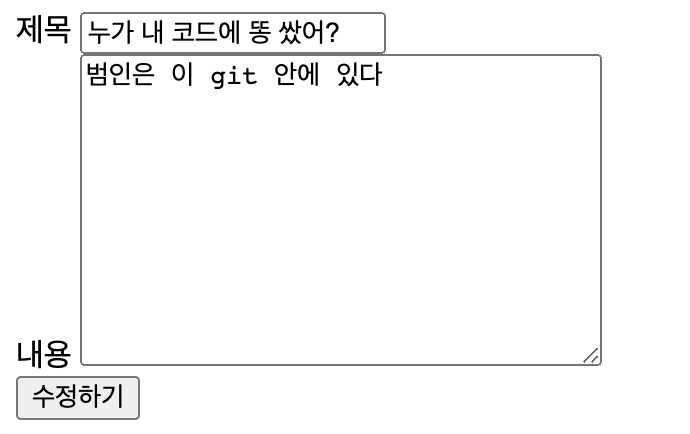 제목 누가 내 코드에 똥 쌌어?
범인은 이 git 안에 있다
내용
수정하기